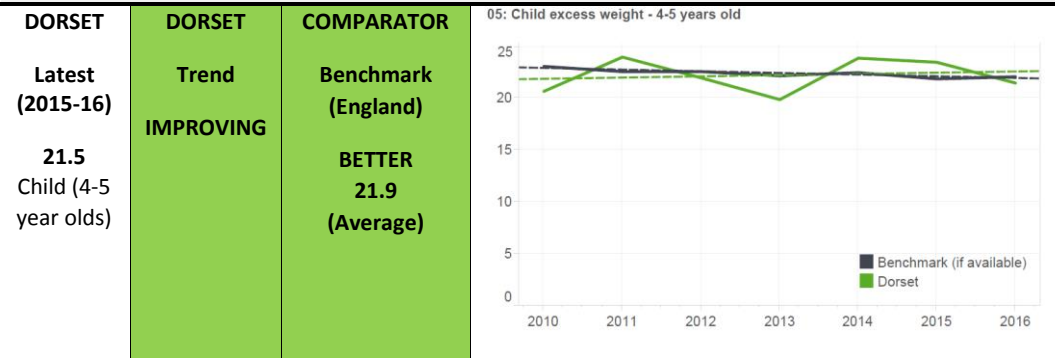 DORSET
Latest
(2015-16)
21.5
Child (4-5
year olds)
DORSET
Trend
IMPROVING
COMPARATOR
Benchmark
(England)
BETTER
21.9
(Average)
05: Child excess weight - 4-5 years old
25
20
15
10
5
0
Benchmark (if available)
Dorset
2010 2011 2012 2013 2014 2015 2016